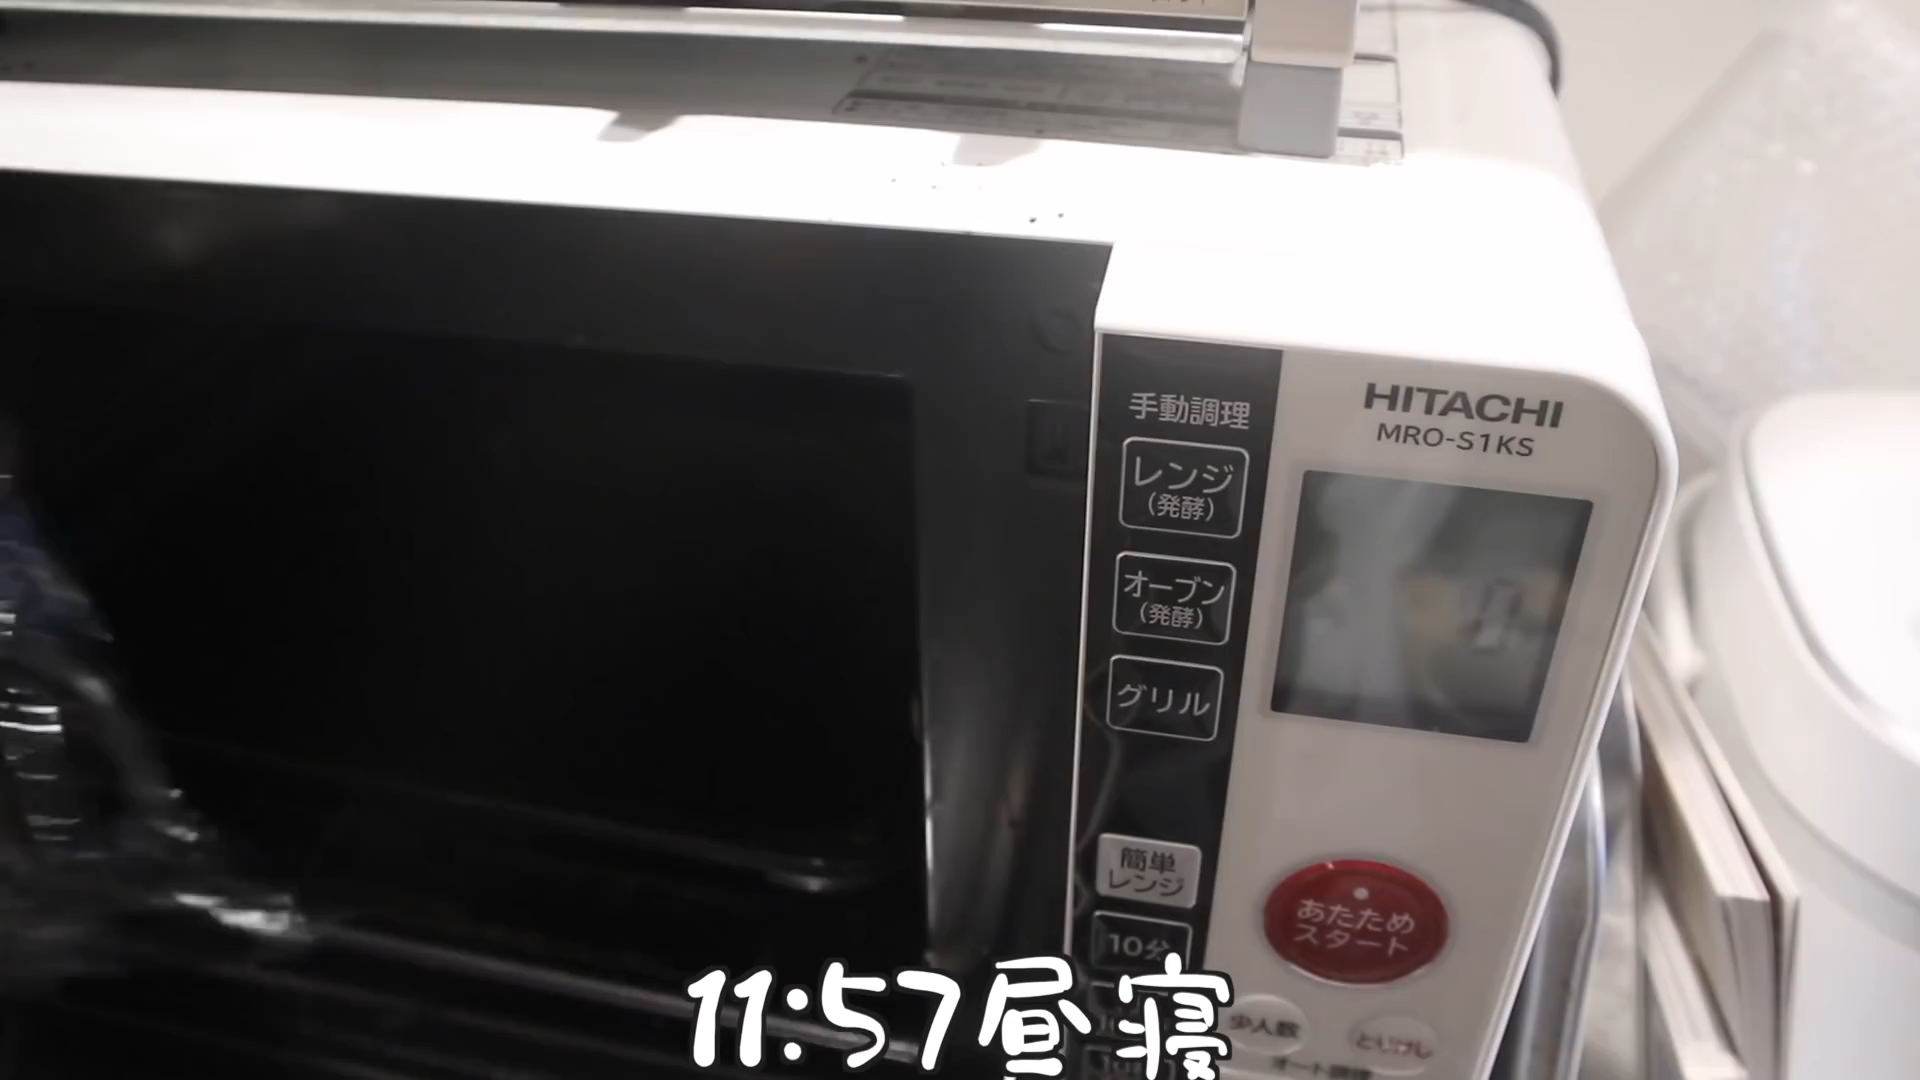 HITACHI
MRO-S1KS
手動調理
レンジ
(発酵)
オーブン
(発酵)
グリル
簡単
レンジ
10分
あたため
スタート
少人数
とりけし
オート調理
11:57昼寝